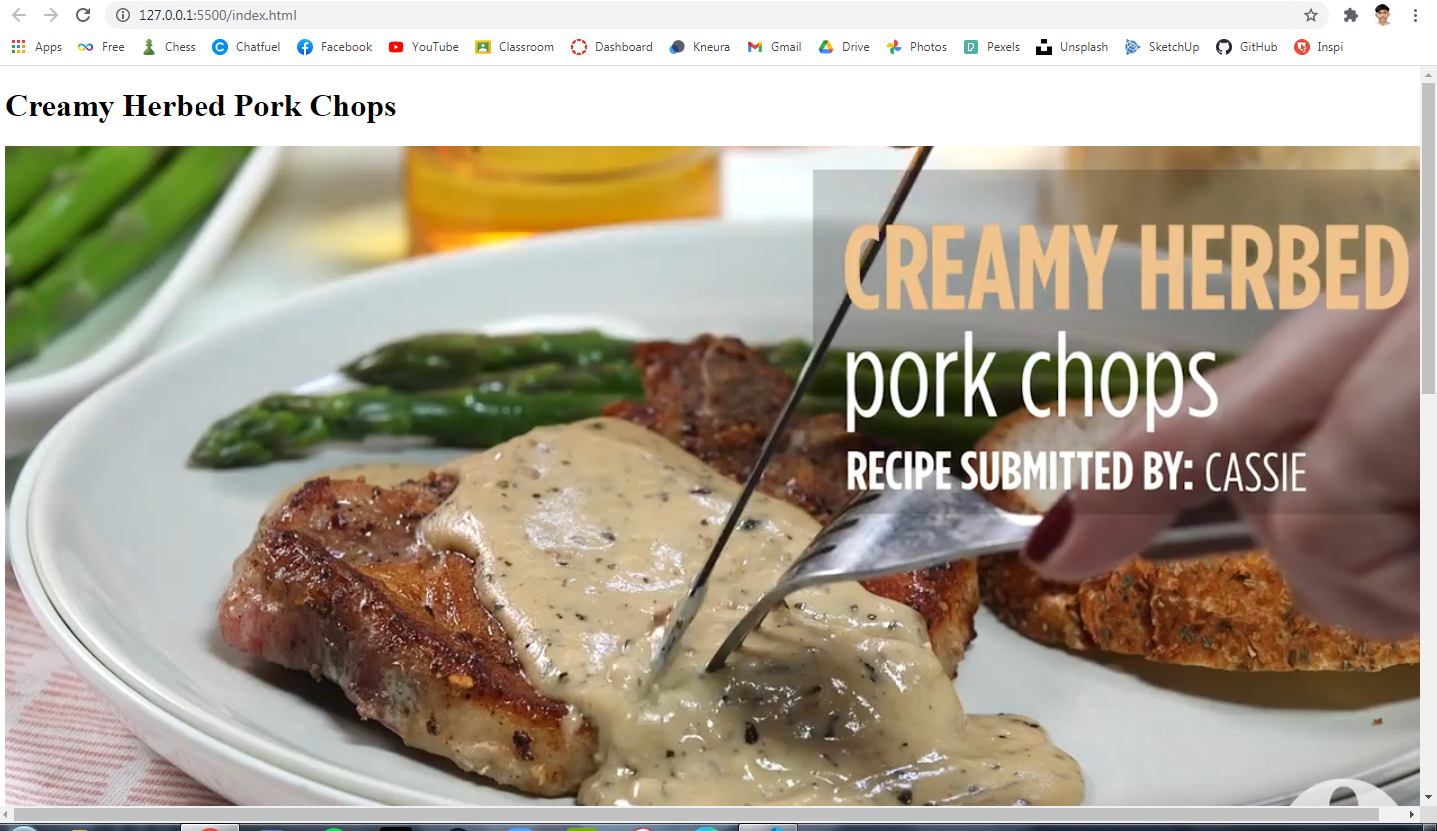 127.0.0.1:5500/index.html
Apps Free Chess Chatfuel Facebook YouTube Classroom Dashboard Kneura Gmail Drive Photos Pexels Unsplash SketchUp GitHub Inspi
Creamy Herbed Pork Chops
CREAMY HERBED
pork chops
RECIPE SUBMITTED BY: CASSIE